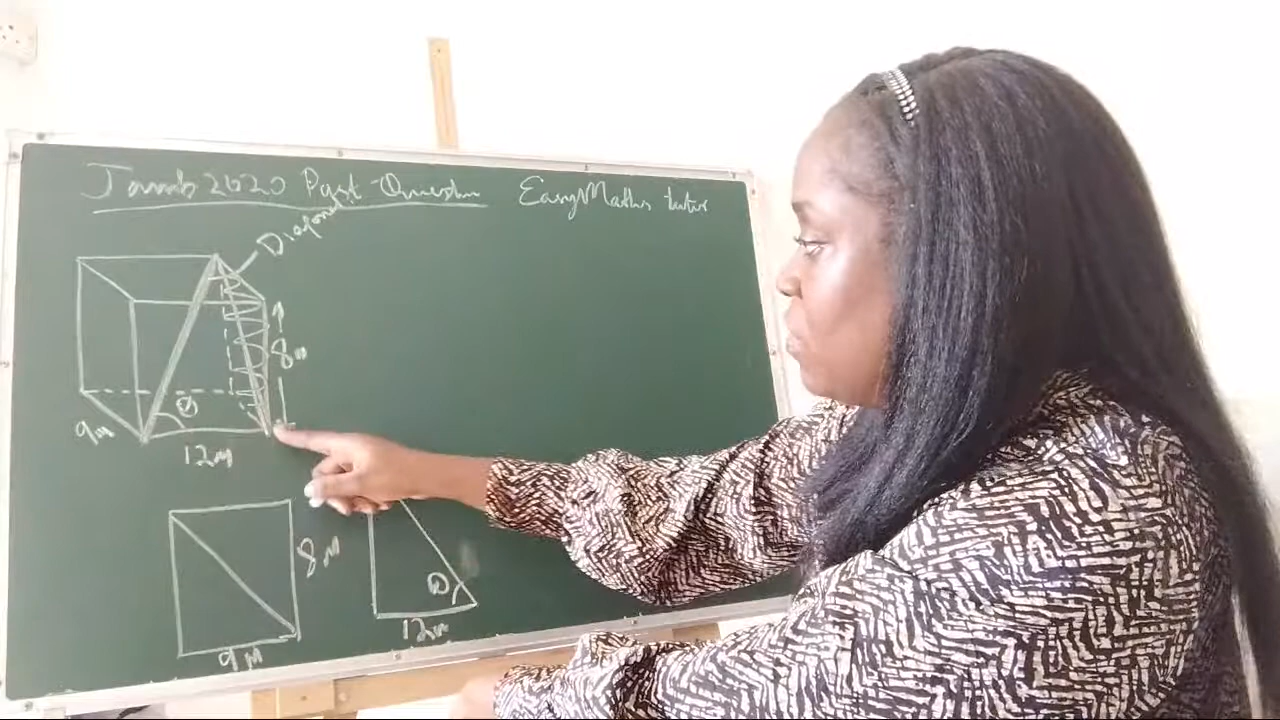 Jamb 2020 Past Question
EasyMaths tutor
Diagonal
8m
θ
9m
12m
8m
θ
9m
12m